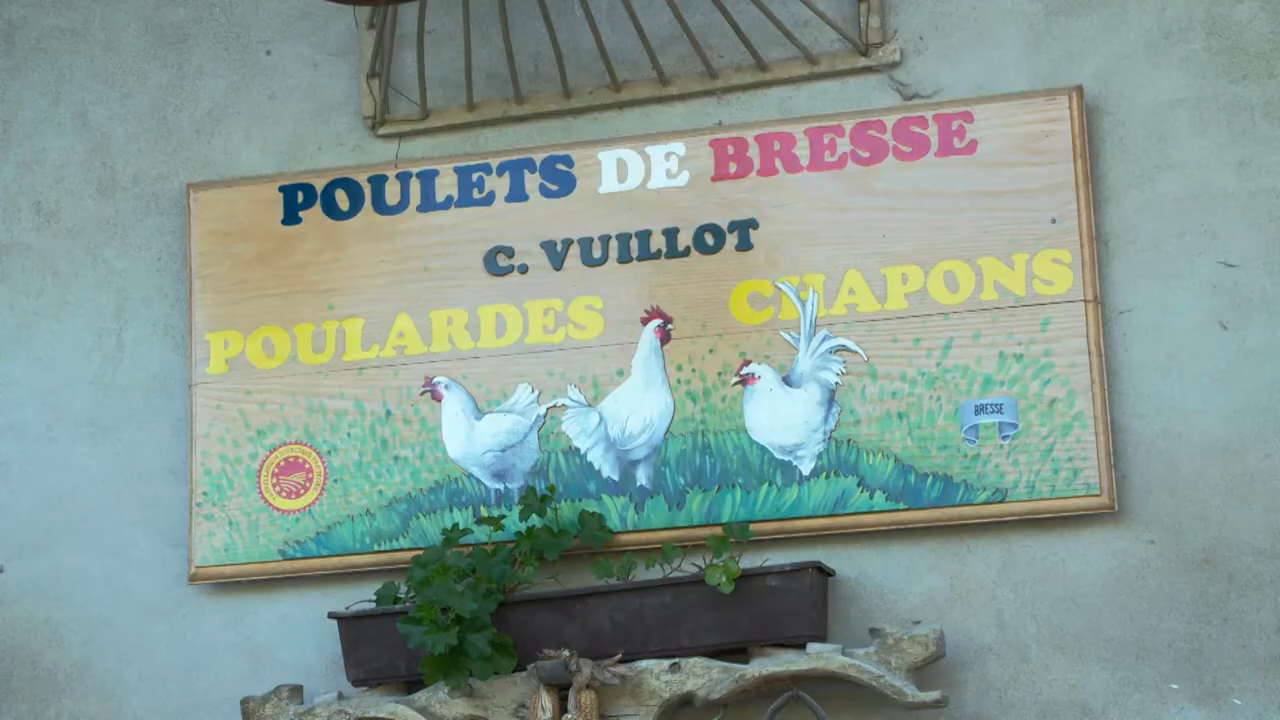 POULETS DE BRESSE
C. VUILLOT
POULARDES CHAPONS
BRESSE